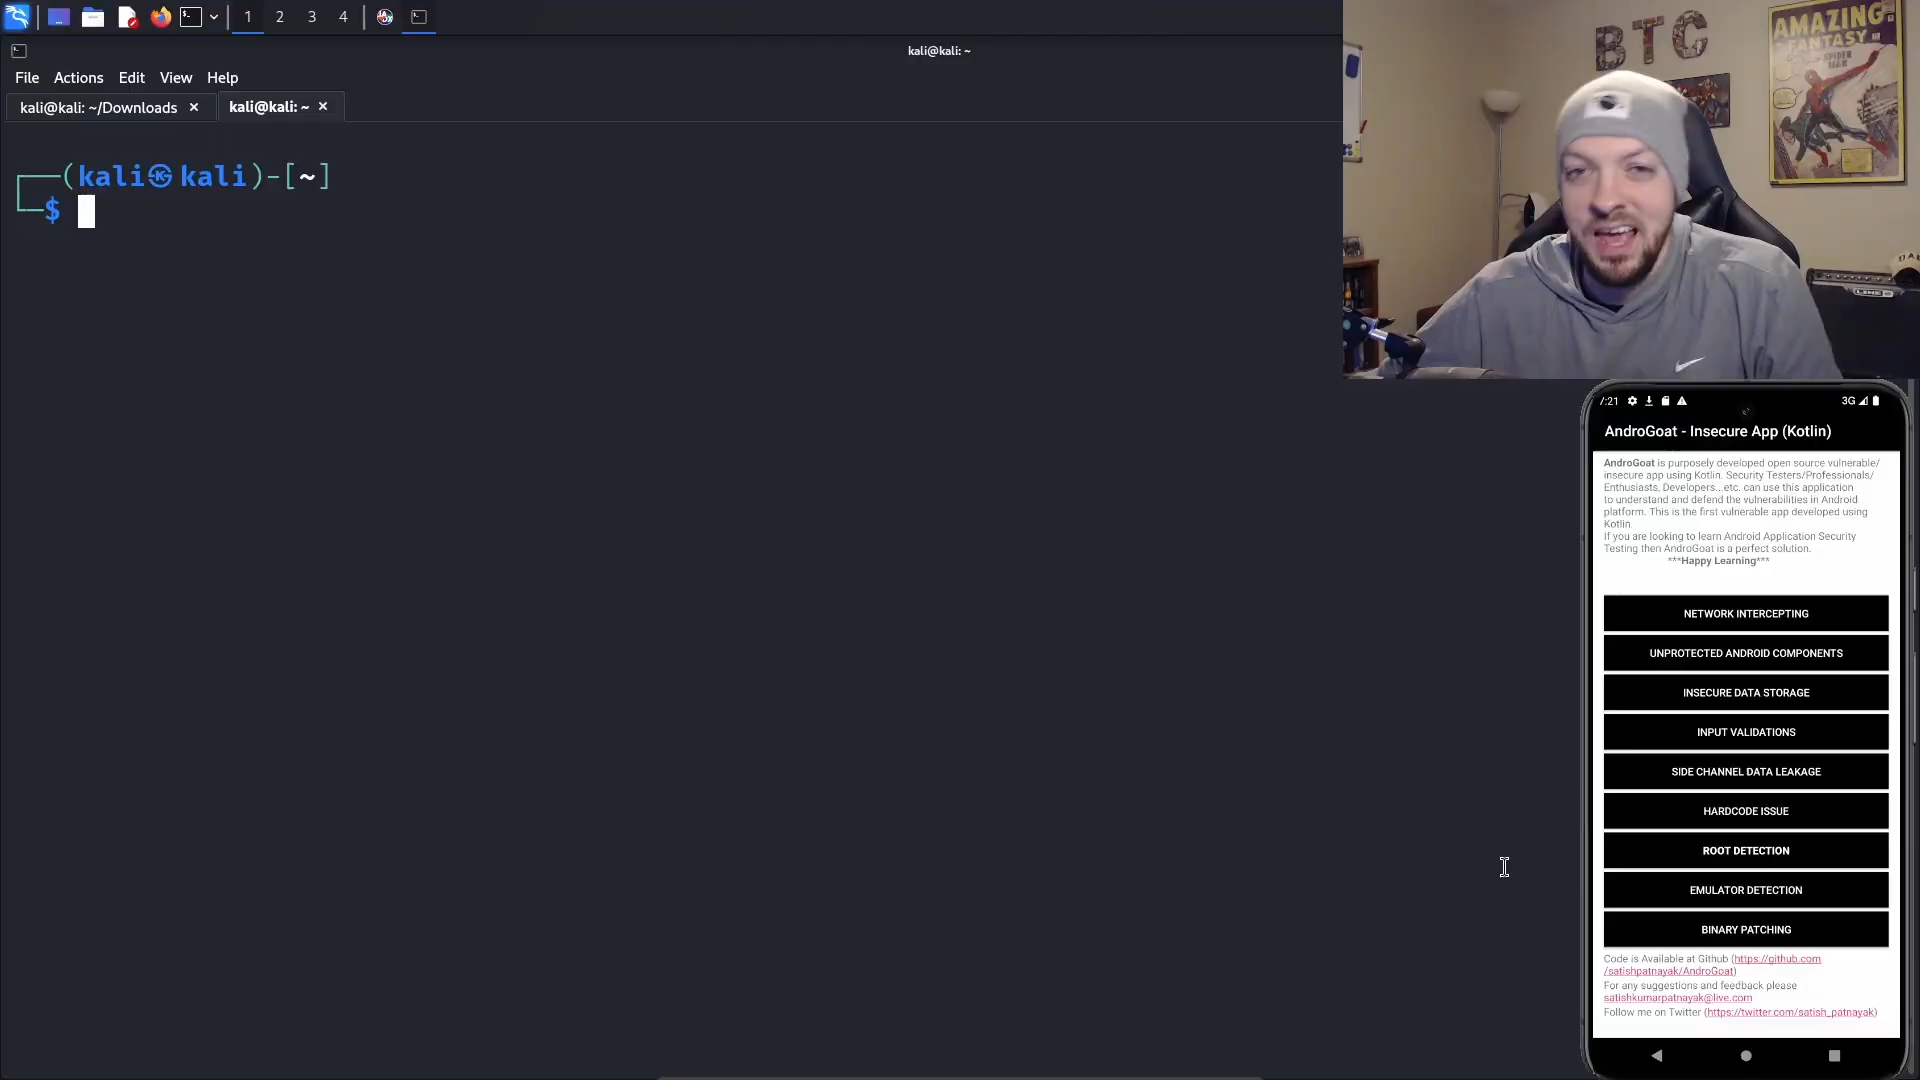 1 2 3 4
kali@kali: ~
File Actions Edit View Help
kali@kali: ~/Downloads
kali@kali: ~
(kali㉿kali)-[~]
$
BTC
AMAZING
FANTASY
SPIDER
MAN
LINE 6
7:21 3G
AndroGoat - Insecure App (Kotlin)
AndroGoat is purposely developed open source vulnerable/
insecure app using Kotlin. Security Testers/Professionals/
Enthusiasts, Developers...etc. can use this application
to understand and defend the vulnerabilities in Android
platform. This is the first vulnerable app developed using
Kotlin
If you are looking to learn Android Application Security
Testing then AndroGoat is a perfect solution.
***Happy Learning***
NETWORK INTERCEPTING
UNPROTECTED ANDROID COMPONENTS
INSECURE DATA STORAGE
INPUT VALIDATIONS
SIDE CHANNEL DATA LEAKAGE
HARDCODE ISSUE
ROOT DETECTION
EMULATOR DETECTION
BINARY PATCHING
Code is Available at Github (https://github.com
/satishpatnayak/AndroGoat)
For any suggestions and feedback please
satishkumarpatnayak@live.com
Follow me on Twitter (https://twitter.com/satish_patnayak)